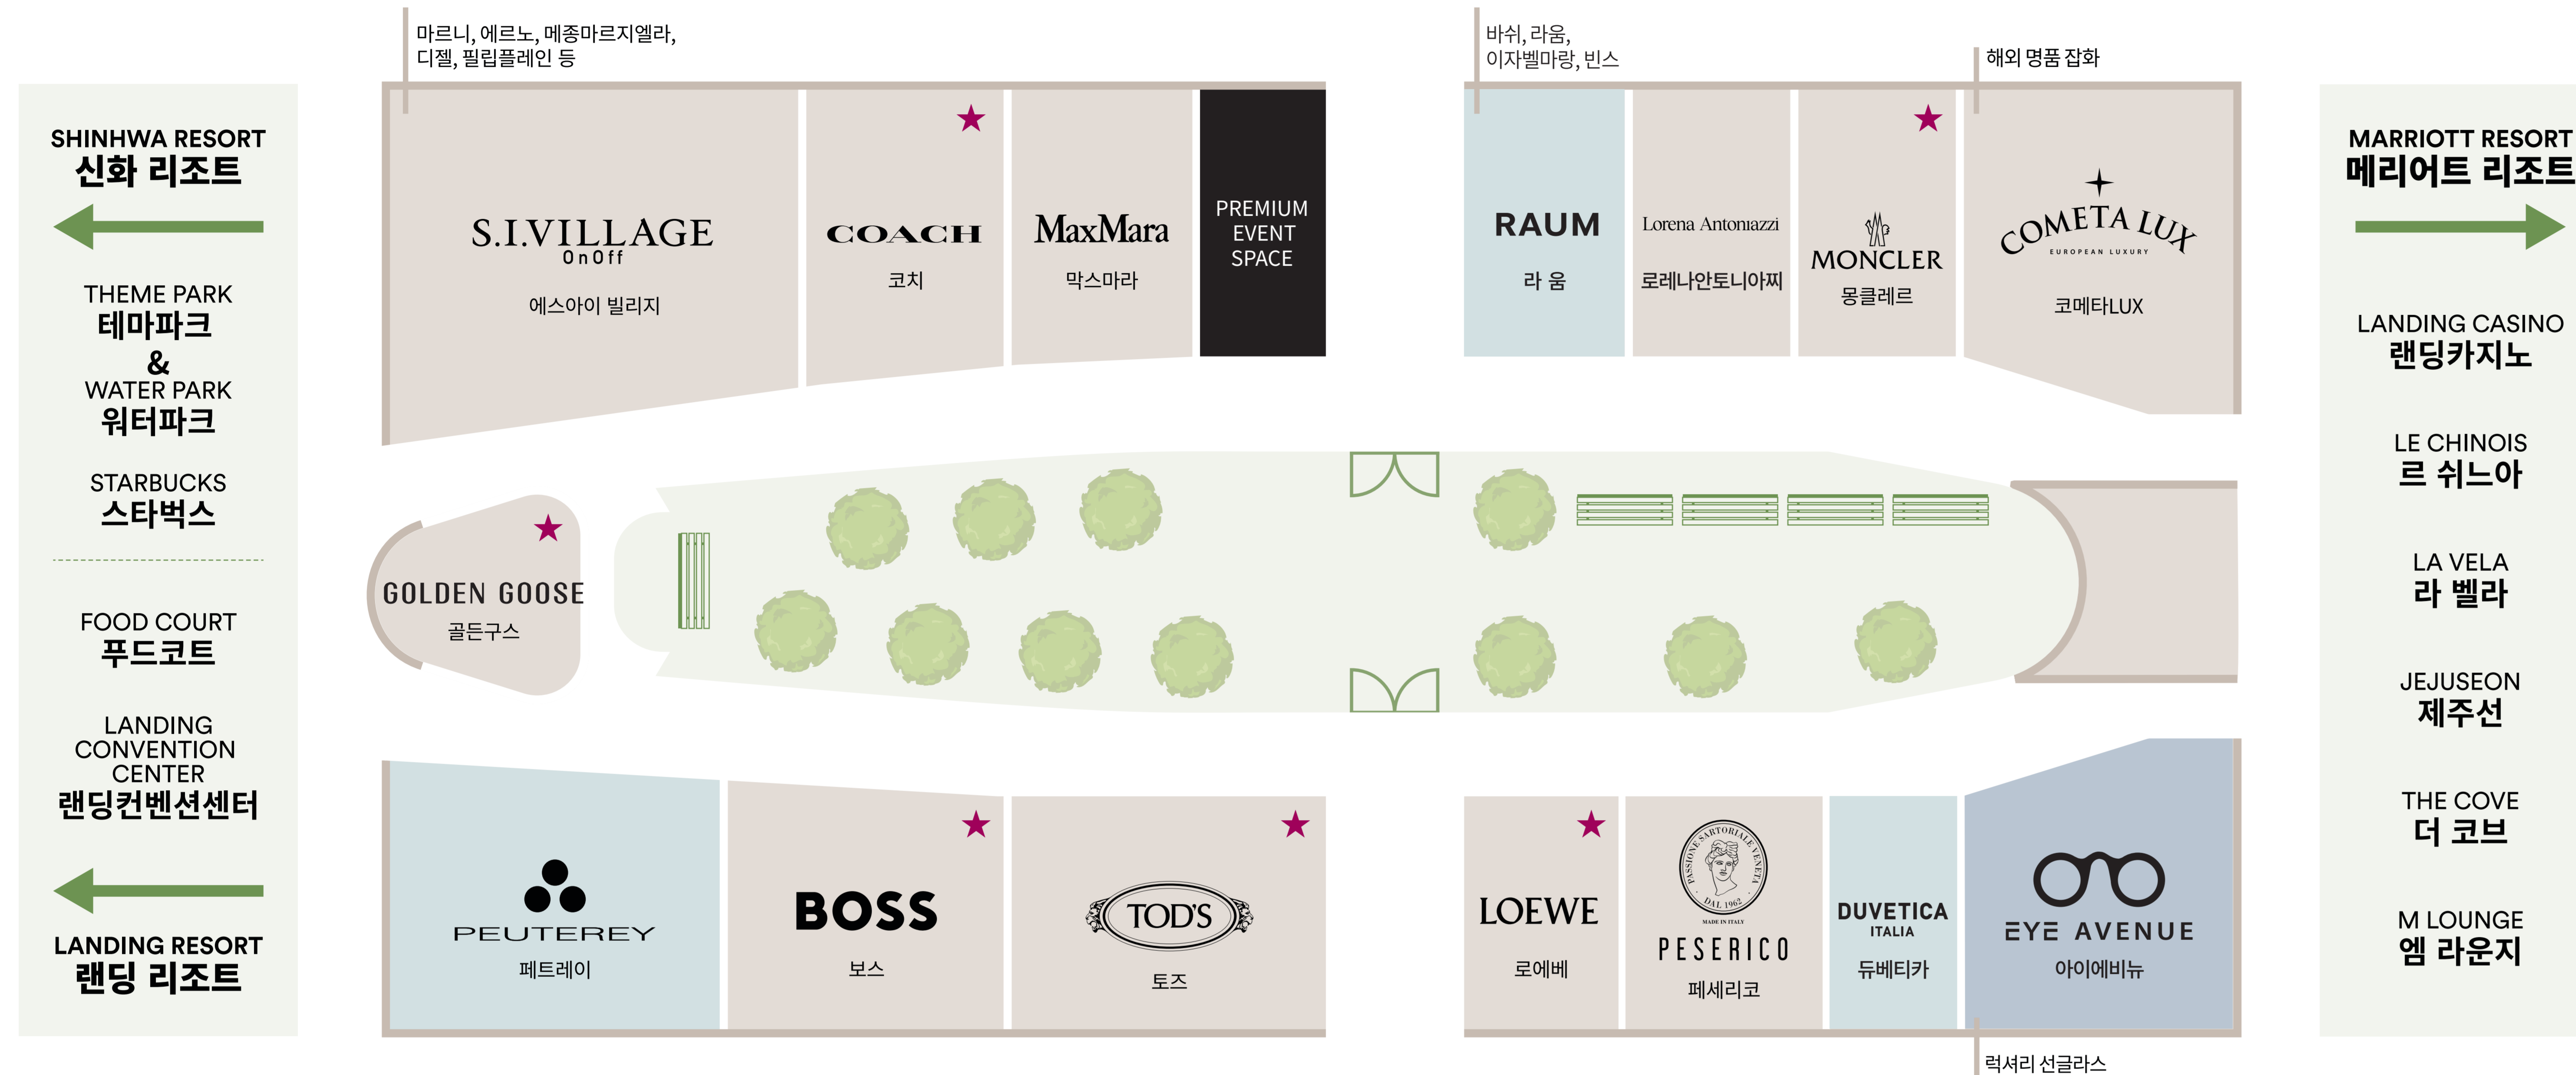 SHINHWA RESORT
신화 리조트
THEME PARK
테마파크
&
WATER PARK
워터파크
STARBUCKS
스타벅스
FOOD COURT
푸드코트
LANDING
CONVENTION
CENTER
랜딩컨벤션센터
LANDING RESORT
랜딩 리조트
마르니, 에르노, 메종마르지엘라,
디젤, 필립플레인 등
S.I.VILLAGE
OnOff
에스아이 빌리지
COACH
코치
MaxMara
막스마라
PREMIUM
EVENT
SPACE
바쉬, 라움,
이자벨마랑, 빈스
RAUM
라 움
Lorena Antoniazzi
로레나안토니아찌
MONCLER
몽클레르
해외 명품 잡화
COMETA LUX
EUROPEAN LUXURY
코메타LUX
GOLDEN GOOSE
골든구스
PEUTEREY
페트레이
BOSS
보스
TOD'S
토즈
LOEWE
로에베
PASSIONE SARTORIALE VENETA
DAL 1962
MADE IN ITALY
PESERICO
페세리코
DUVETICA
ITALIA
듀베티카
EYE AVENUE
아이에비뉴
럭셔리 선글라스
MARRIOTT RESORT
메리어트 리조트
LANDING CASINO
랜딩카지노
LE CHINOIS
르 쉬느아
LA VELA
라 벨라
JEJUSEON
제주선
THE COVE
더 코브
M LOUNGE
엠 라운지